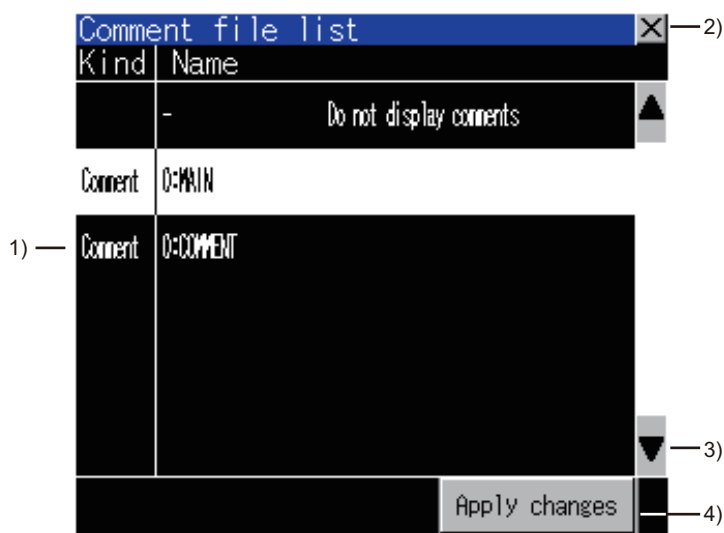 Comment file list
2)
Kind Name
- Do not display comments
Comment 0:MAIN
1)
Comment 0:COMMENT
3)
Apply changes
4)